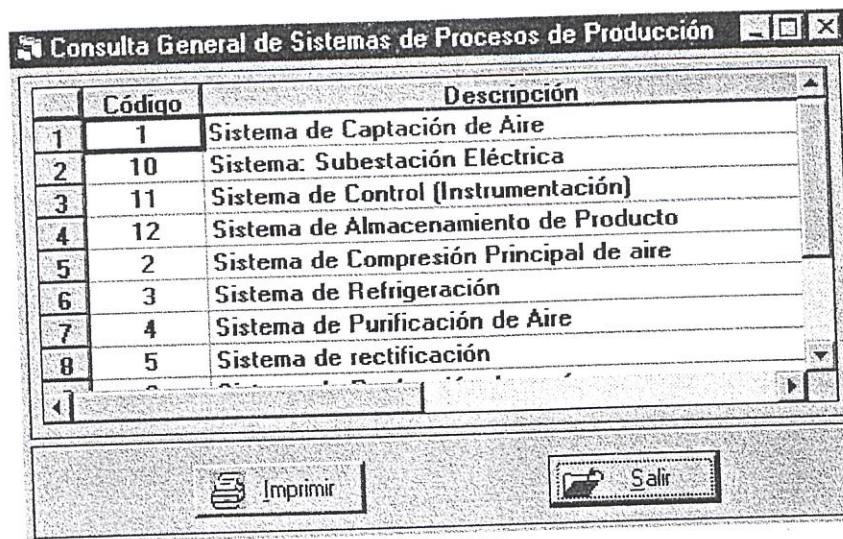 Consulta General de Sistemas de Procesos de Producción
Código Descripción
1 1 Sistema de Captación de Aire
2 10 Sistema: Subestación Eléctrica
3 11 Sistema de Control (Instrumentación)
4 12 Sistema de Almacenamiento de Producto
5 2 Sistema de Compresión Principal de aire
6 3 Sistema de Refrigeración
7 4 Sistema de Purificación de Aire
8 5 Sistema de rectificación
Imprimir
Salir